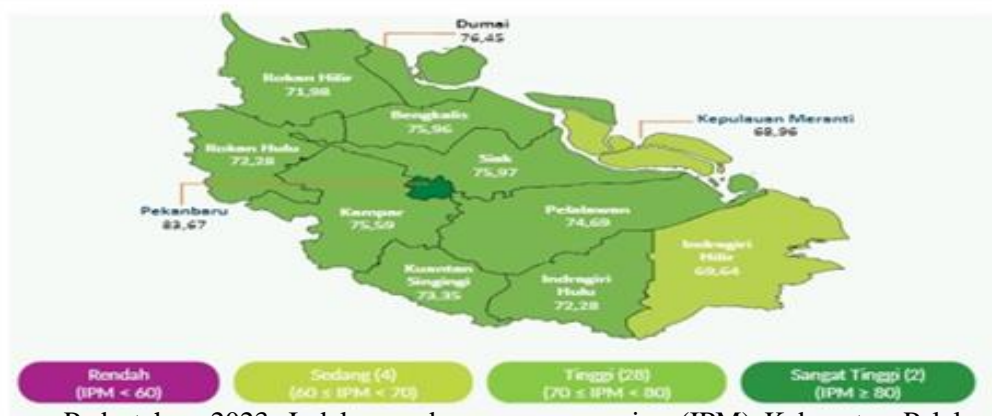 Dumai
76,45
Rokan Hilir
71,98
Bengkalis
75,96
Kepulauan Meranti
68,96
Rokan Hulu
72,28
Siak
75,97
Pekanbaru
83,67
Kampar
75,59
Pelalawan
74,69
Indragiri
Hilir
69,64
Kuantan
Singingi
73,35
Indragiri
Hulu
72,28
Rendah
(IPM < 60)
Sedang (4)
(60 ≤ IPM < 70)
Tinggi (28)
(70 ≤ IPM < 80)
Sangat Tinggi (2)
(IPM ≥ 80)
2023 (IPM) Kabupaten